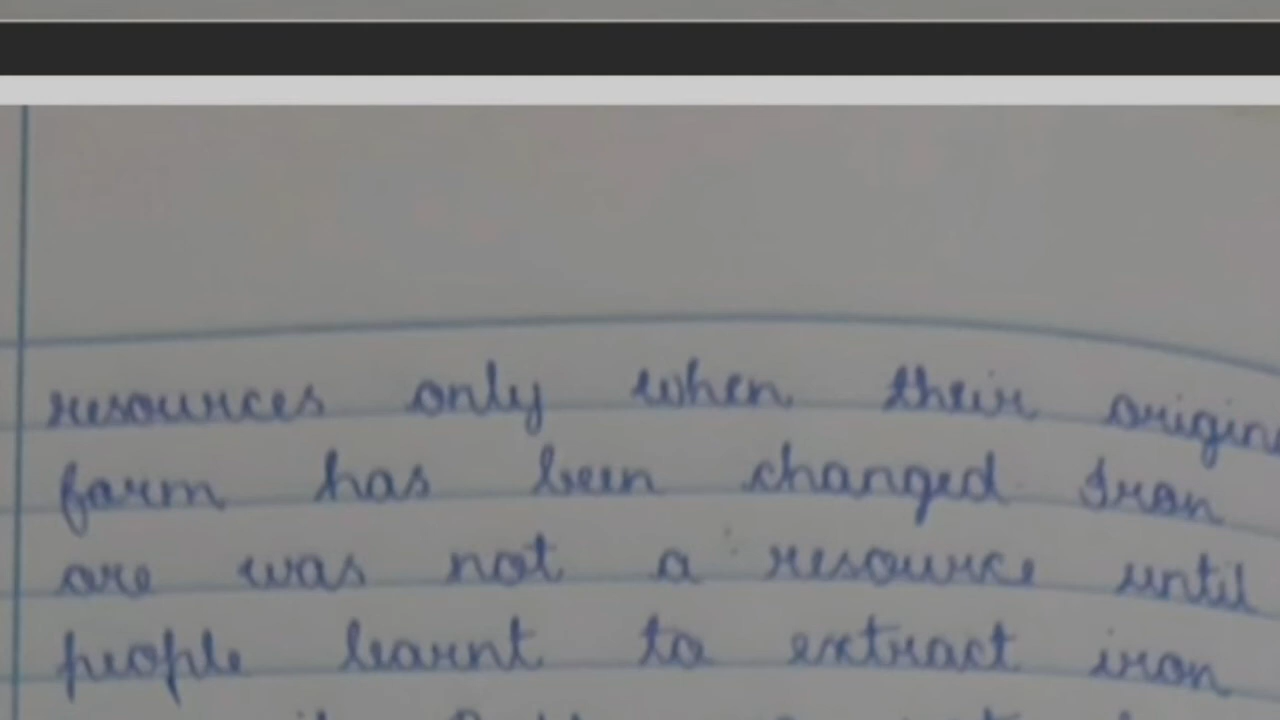 resources only when their origin
form has been changed Iron
ore was not a resource until
people learnt to extract iron